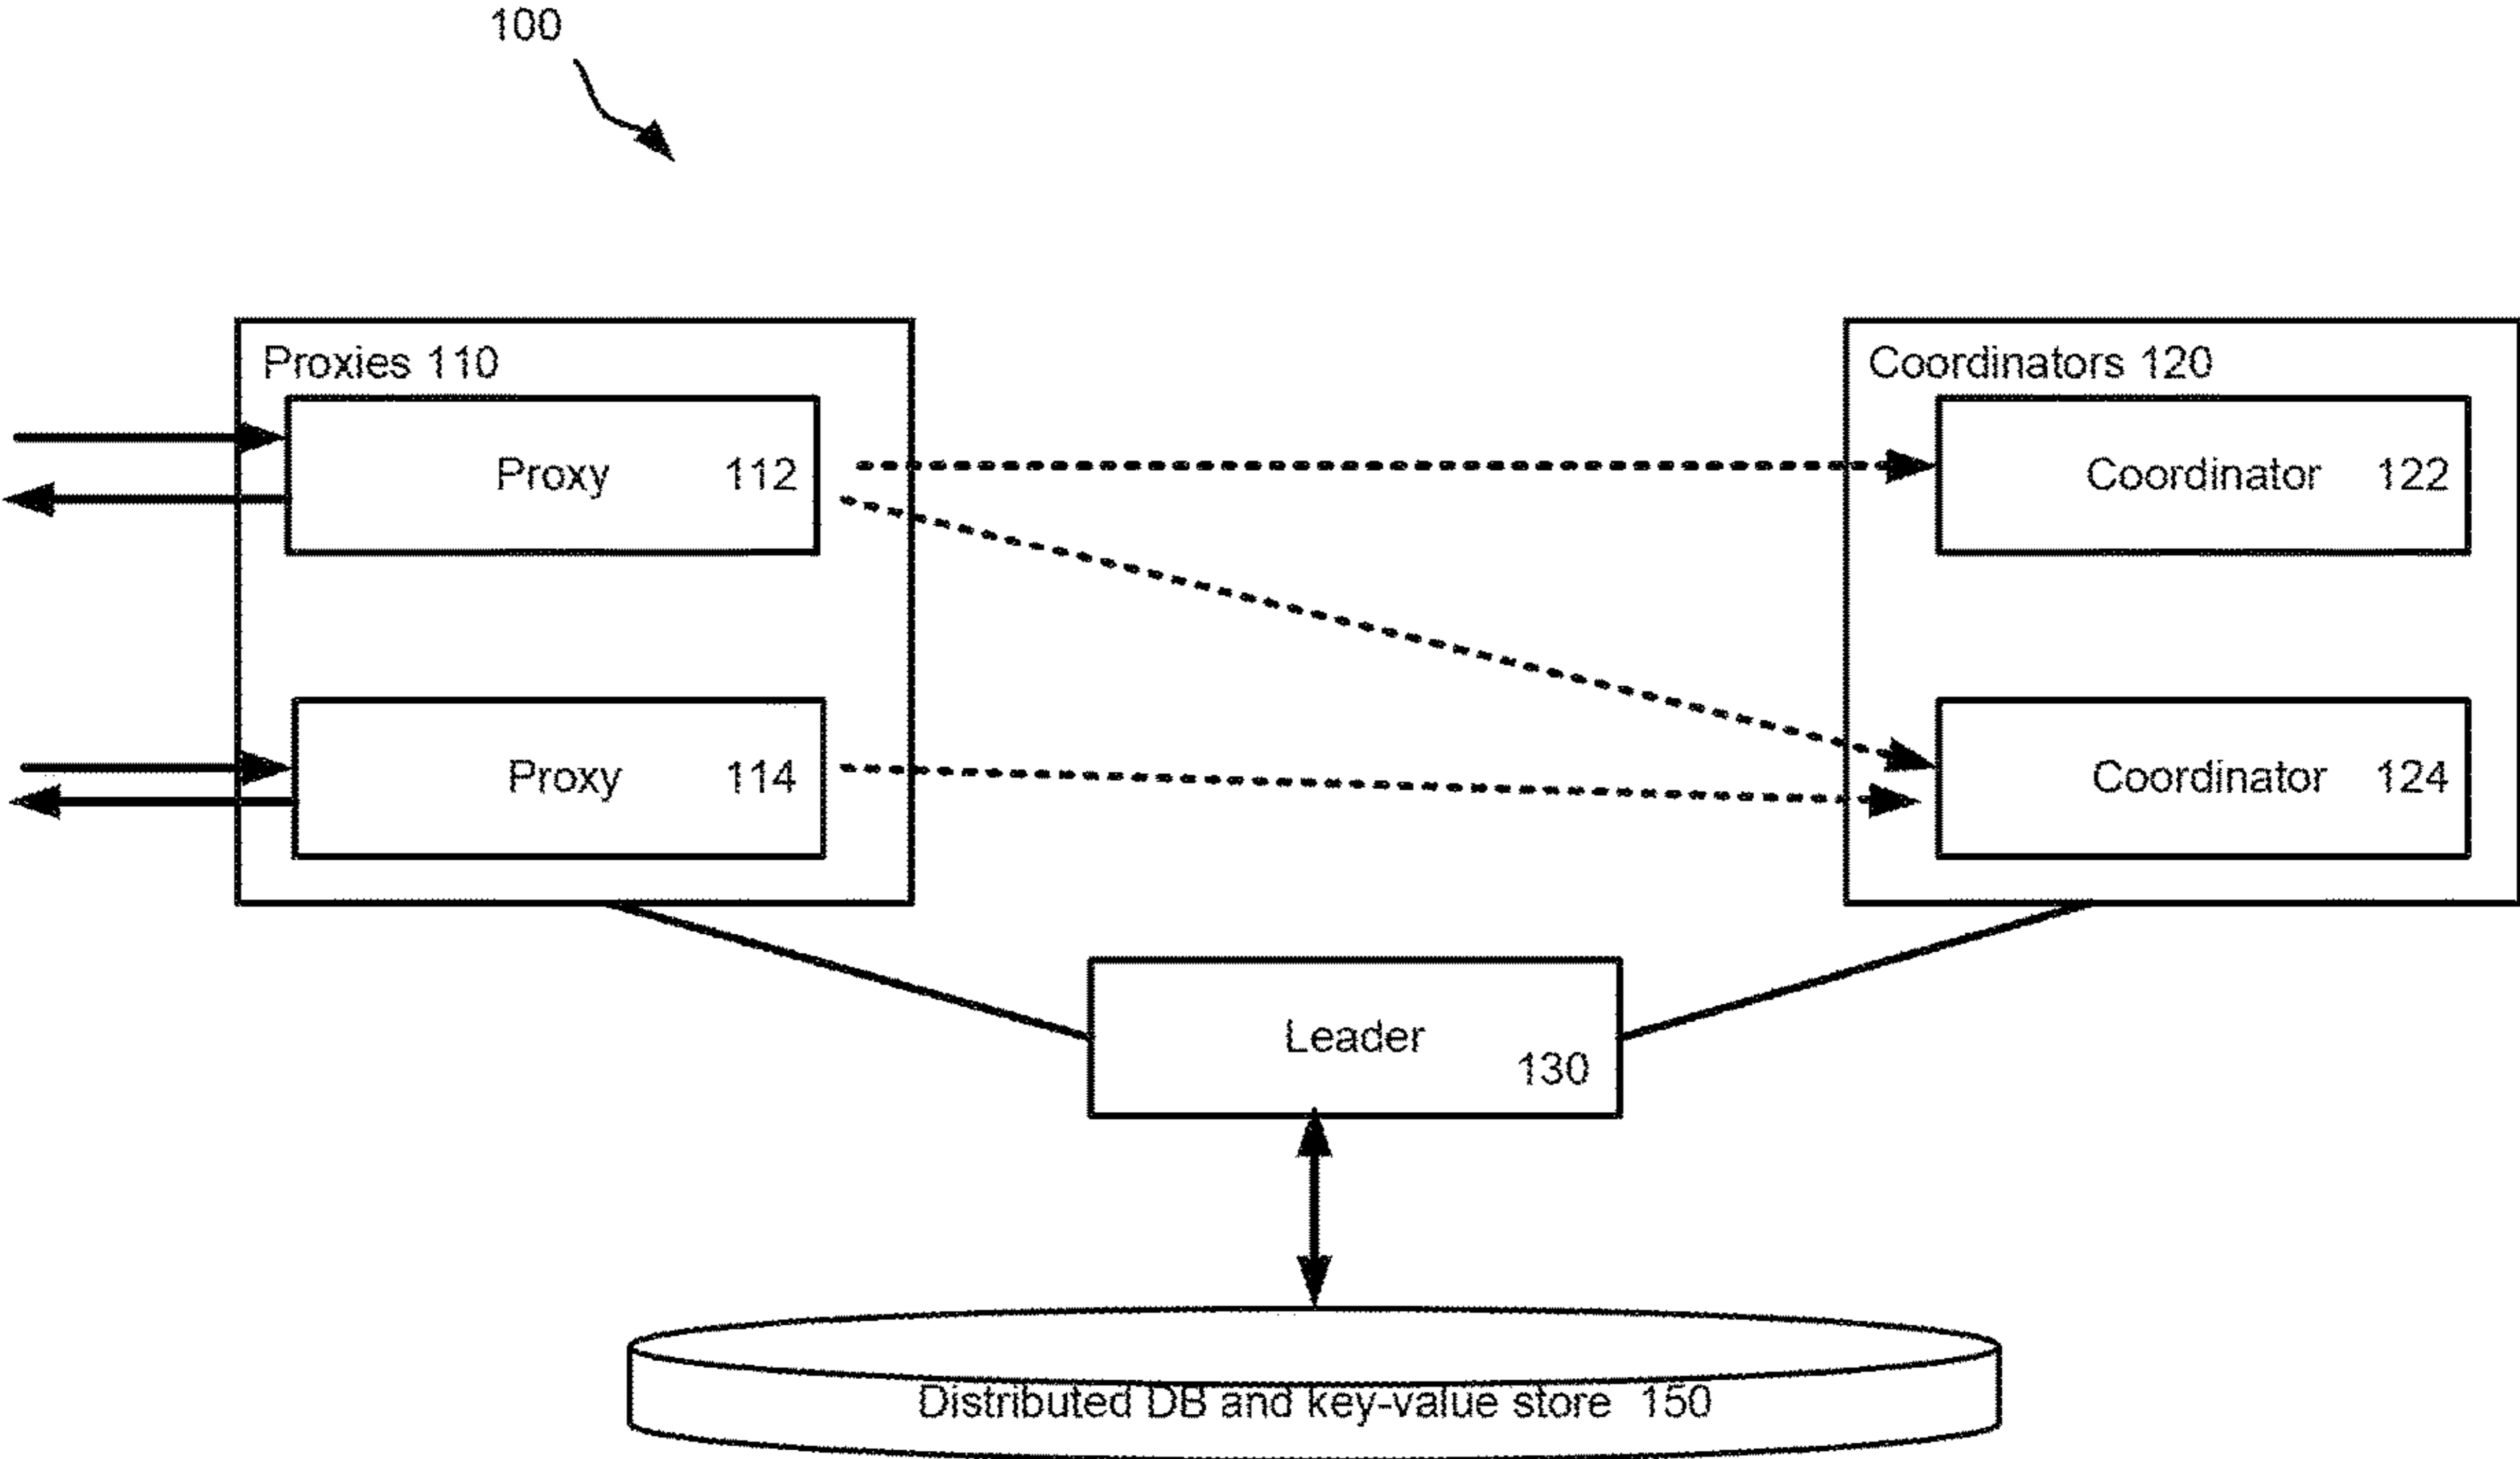 100
Proxies 110
Coordinators 120
Proxy 112
Coordinator 122
Proxy 114
Coordinator 124
Leader
130
Distributed DB and key-value store 150